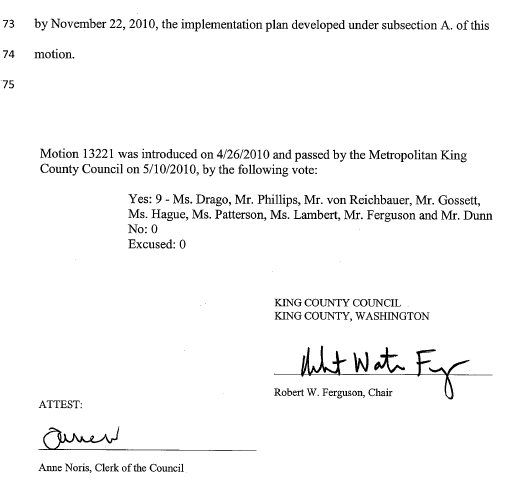 73 by November 22, 2010, the implementation plan developed under subsection A. of this
74 motion.
75
Motion 13221 was introduced on 4/26/2010 and passed by the Metropolitan King
County Council on 5/10/2010, by the following vote:
Yes: 9 - Ms. Drago, Mr. Phillips, Mr. von Reichbauer, Mr. Gossett,
Ms. Hague, Ms. Patterson, Ms. Lambert, Mr. Ferguson and Mr. Dunn
No: 0
Excused: 0
KING COUNTY COUNCIL
KING COUNTY, WASHINGTON
Robert W. Ferguson, Chair
ATTEST:
Anne Noris, Clerk of the Council